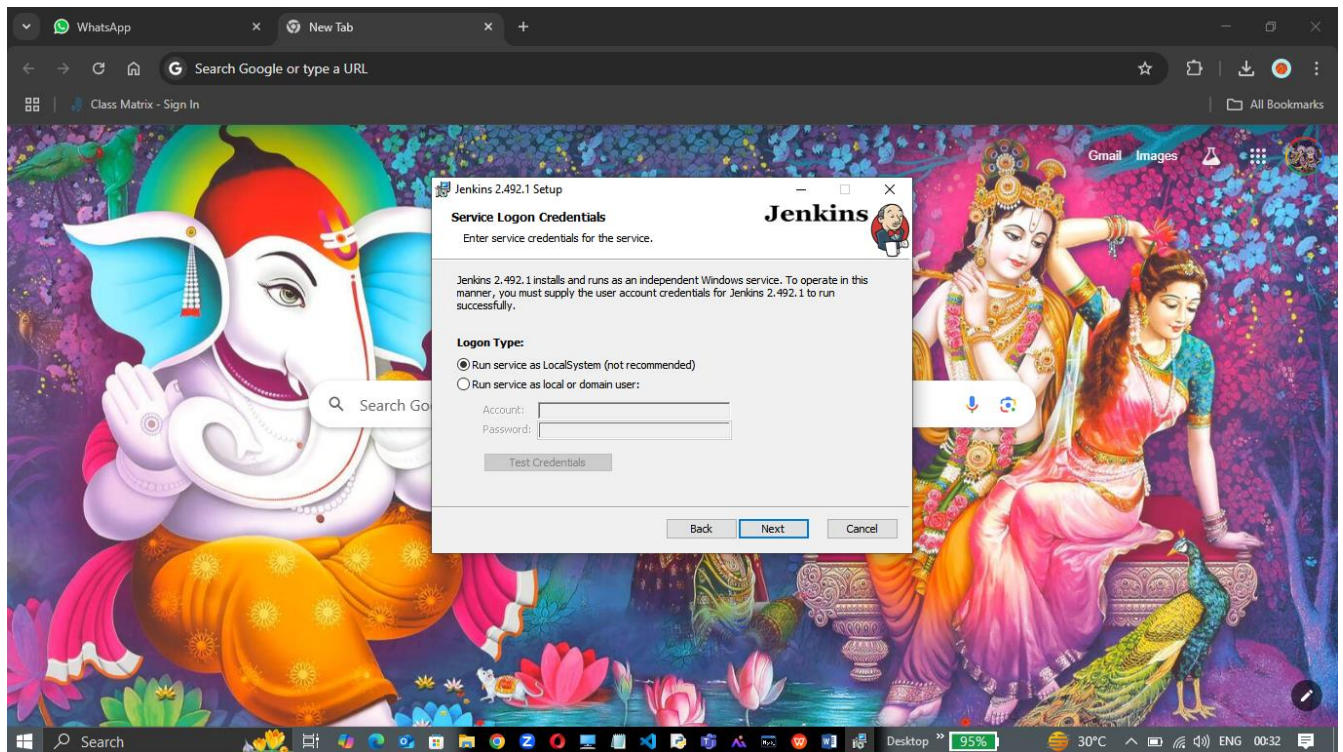 WhatsApp
New Tab
Search Google or type a URL
Class Matrix - Sign In
All Bookmarks
Gmail Images
Jenkins 2.492.1 Setup
Service Logon Credentials
Jenkins
Enter service credentials for the service.
Jenkins 2.492.1 installs and runs as an independent Windows service. To operate in this
manner, you must supply the user account credentials for Jenkins 2.492.1 to run
successfully.
Logon Type:
Run service as LocalSystem (not recommended)
Run service as local or domain user:
Search Goo
Account:
Password:
Test Credentials
Back Next Cancel
Search
Desktop
95%
30°C
ENG 00:32